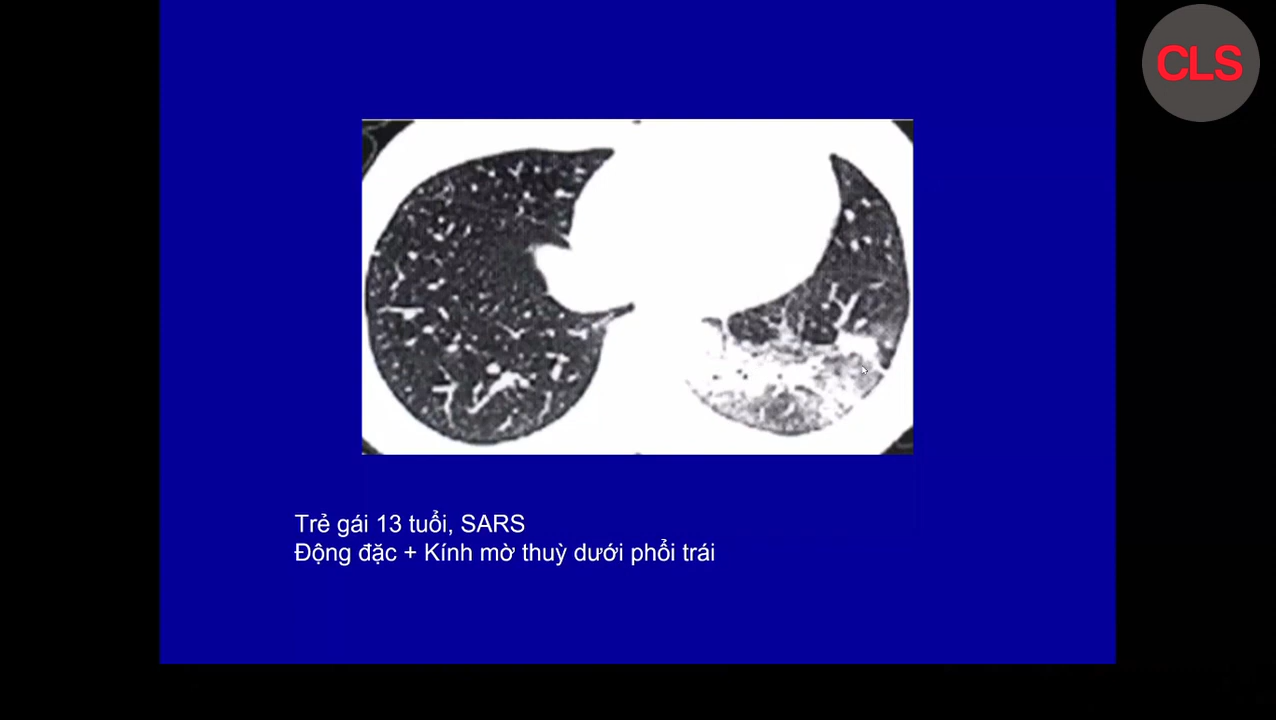 CLS
Trẻ gái 13 tuổi, SARS
Động đặc + Kính mờ thuỳ dưới phổi trái